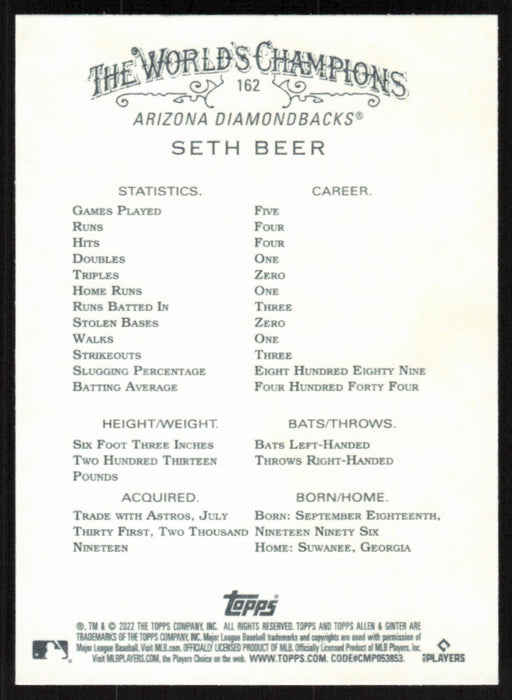 THE WORLD'S CHAMPIONS
162
ARIZONA DIAMONDBACKS®
SETH BEER
STATISTICS. CAREER.
GAMES PLAYED FIVE
RUNS FOUR
HITS FOUR
DOUBLES ONE
TRIPLES ZERO
HOME RUNS ONE
RUNS BATTED IN THREE
STOLEN BASES ZERO
WALKS ONE
STRIKEOUTS THREE
SLUGGING PERCENTAGE EIGHT HUNDRED EIGHTY NINE
BATTING AVERAGE FOUR HUNDRED FORTY FOUR
HEIGHT/WEIGHT. BATS/THROWS.
SIX FOOT THREE INCHES BATS LEFT-HANDED
TWO HUNDRED THIRTEEN THROWS RIGHT-HANDED
POUNDS
ACQUIRED. BORN/HOME.
TRADE WITH ASTROS, JULY BORN: SEPTEMBER EIGHTEENTH,
THIRTY FIRST, TWO THOUSAND NINETEEN NINETY SIX
NINETEEN HOME: SUWANEE, GEORGIA
Topps®
®, TM & © 2022 THE TOPPS COMPANY, INC. ALL RIGHTS RESERVED. TOPPS AND TOPPS ALLEN & GINTER ARE
TRADEMARKS OF THE TOPPS COMPANY, INC. Major League Baseball trademarks and copyrights are used with permission of
Major League Baseball. Visit MLB.com. OFFICIALLY LICENSED PRODUCT OF MLB. Officially Licensed Product of MLB Players, Inc.
Visit MLBPLAYERS.COM, the Players Choice on the web. WWW.TOPPS.COM. CODE#CMP053853.
PLAYERS